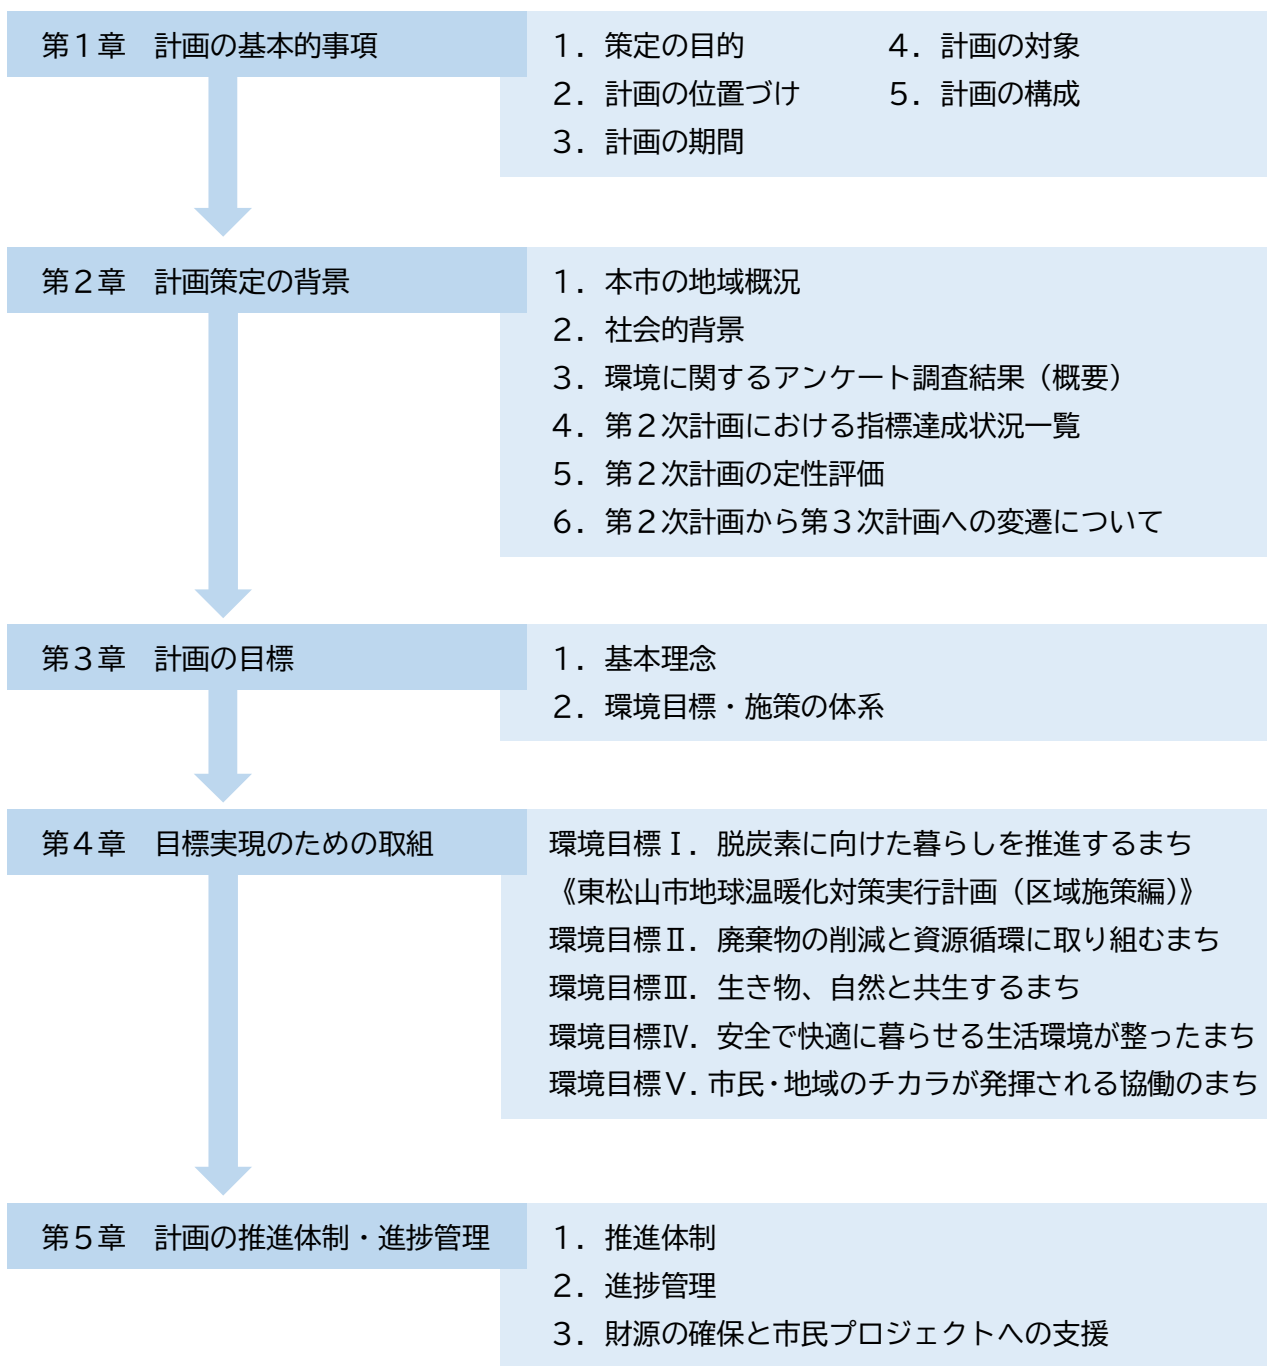 第１章　計画の基本的事項
１．策定の目的
２．計画の位置づけ
３．計画の期間
４．計画の対象
５．計画の構成
第２章　計画策定の背景
１．本市の地域概況
２．社会的背景
３．環境に関するアンケート調査結果（概要）
４．第２次計画における指標達成状況一覧
５．第２次計画の定性評価
６．第２次計画から第３次計画への変遷について
第３章　計画の目標
１．基本理念
２．環境目標・施策の体系
第４章　目標実現のための取組
環境目標Ⅰ．脱炭素に向けた暮らしを推進するまち
《東松山市地球温暖化対策実行計画（区域施策編）》
環境目標Ⅱ．廃棄物の削減と資源循環に取り組むまち
環境目標Ⅲ．生き物、自然と共生するまち
環境目標Ⅳ．安全で快適に暮らせる生活環境が整ったまち
環境目標Ⅴ．市民・地域のチカラが発揮される協働のまち
第５章　計画の推進体制・進捗管理
１．推進体制
２．進捗管理
３．財源の確保と市民プロジェクトへの支援